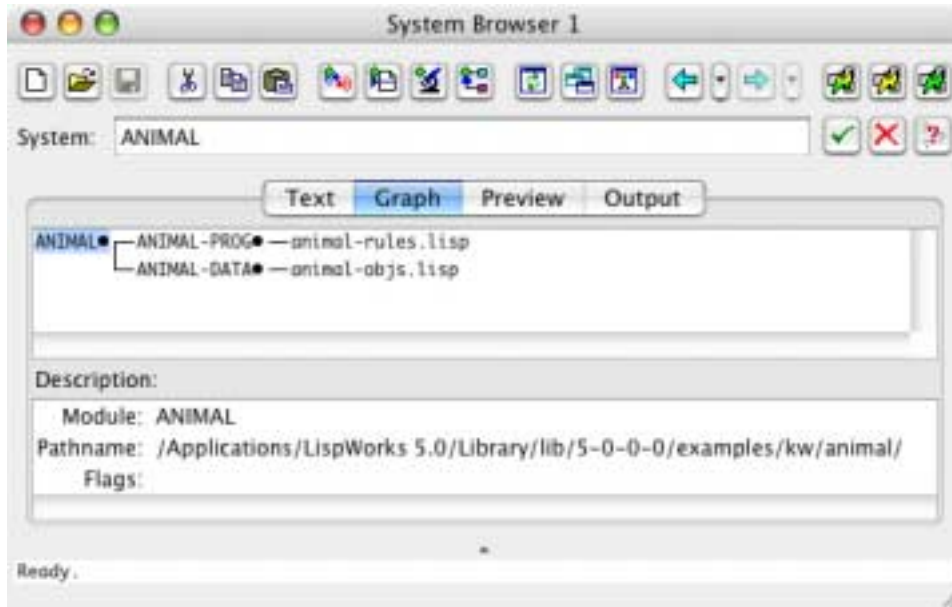 System Browser 1
System: ANIMAL
Text Graph Preview Output
ANIMAL ANIMAL-PROG animal-rules.lisp
ANIMAL-DATA animal-objs.lisp
Description:
Module: ANIMAL
Pathname: /Applications/LispWorks 5.0/Library/lib/5-0-0-0/examples/kw/animal/
Flags:
Ready.